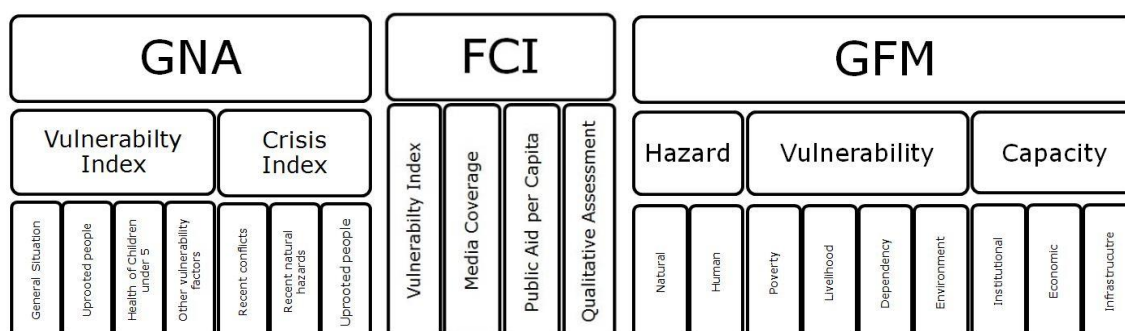 GNA
FCI
GFM
Vulnerabilty
Index
Crisis
Index
Hazard
Vulnerability
Capacity
General Situation
Uprooted people
Health of Children
under 5
Other vulnerability
factors
Recent conflicts
Recent natural
hazards
Uprooted people
Vulnerabilty Index
Media Coverage
Public Aid per Capita
Qualitative Assessment
Natural
Human
Poverty
Livelihood
Dependency
Environment
Institutional
Economic
Infrastrucutre